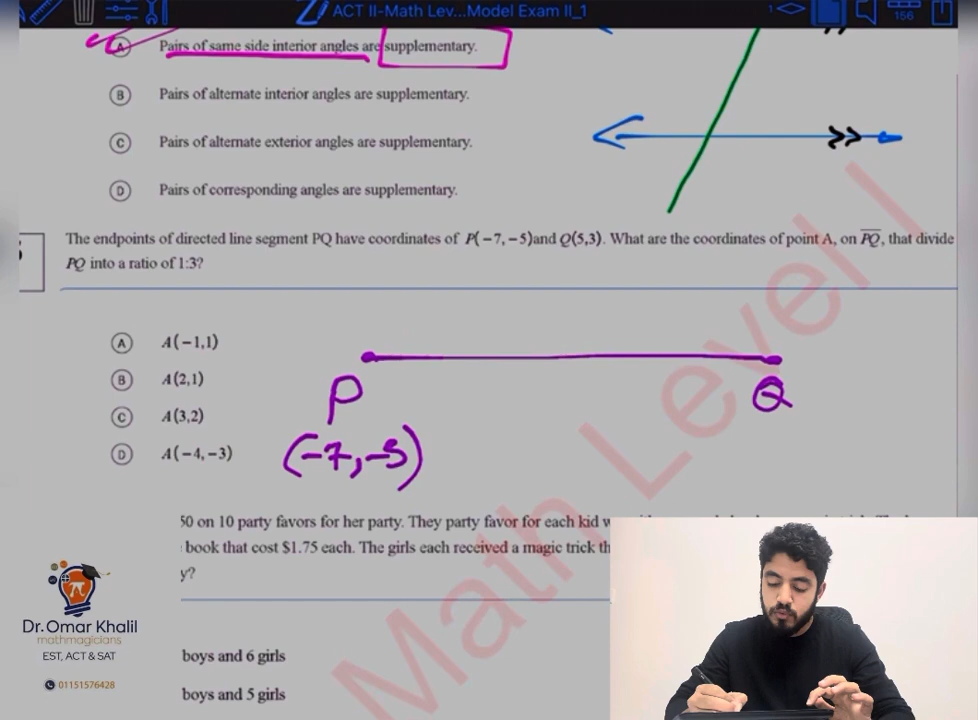 ACT II-Math Lev...Model Exam II_1
1
156
A Pairs of same side interior angles are supplementary.
B Pairs of alternate interior angles are supplementary.
C Pairs of alternate exterior angles are supplementary.
D Pairs of corresponding angles are supplementary.
The endpoints of directed line segment PQ have coordinates of P(−7,−5)and Q(5,3). What are the coordinates of point A, on PQ, that divide
PQ into a ratio of 1:3?
A A(−1,1)
B A(2,1)
C A(3,2)
D A(−4,−3)
P
Q
(-7,-5)
50 on 10 party favors for her party. They party favor for each kid
book that cost $1.75 each. The girls each received a magic trick
y?
boys and 6 girls
boys and 5 girls
Math Level I
π
Dr.Omar Khalil
mathmagicians
EST, ACT & SAT
01151576428